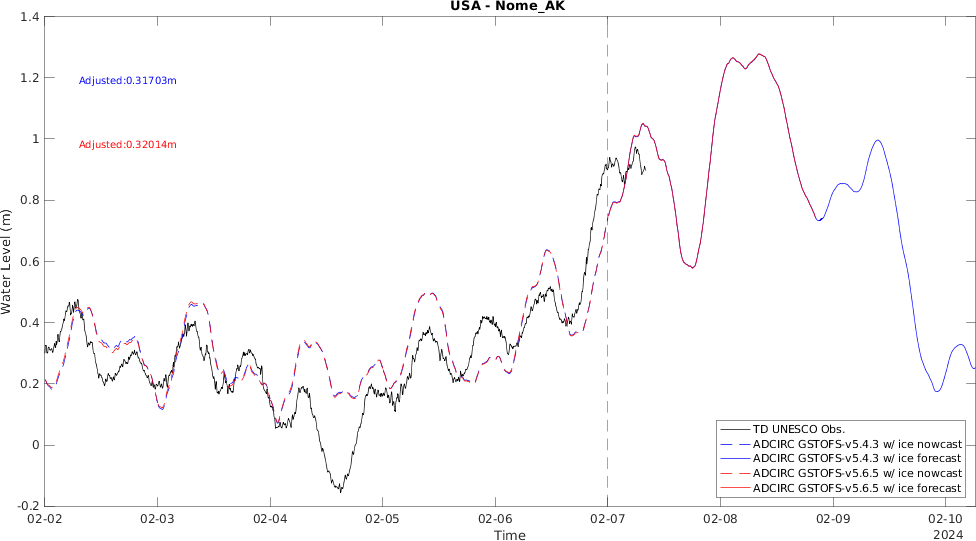 USA - Nome_AK
1.4
1.2
1
0.8
0.6
0.4
0.2
0
-0.2
Water Level (m)
Adjusted:0.31703m
Adjusted:0.32014m
TD UNESCO Obs.
ADCIRC GSTOFS-v5.4.3 w/ ice nowcast
ADCIRC GSTOFS-v5.4.3 w/ ice forecast
ADCIRC GSTOFS-v5.6.5 w/ ice nowcast
ADCIRC GSTOFS-v5.6.5 w/ ice forecast
02-02 02-03 02-04 02-05 02-06 02-07 02-08 02-09 02-10
Time 2024